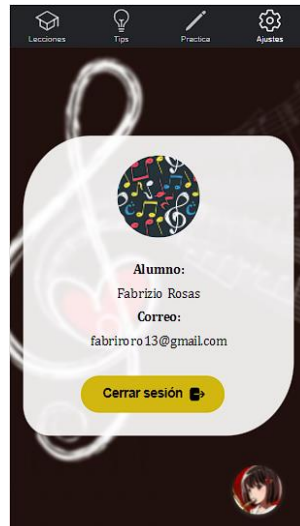 Lecciones
Tips
Practica
Ajustes
Alumno:
Fabrizio Rosas
Correo:
fabriroro13@gmail.com
Cerrar sesión